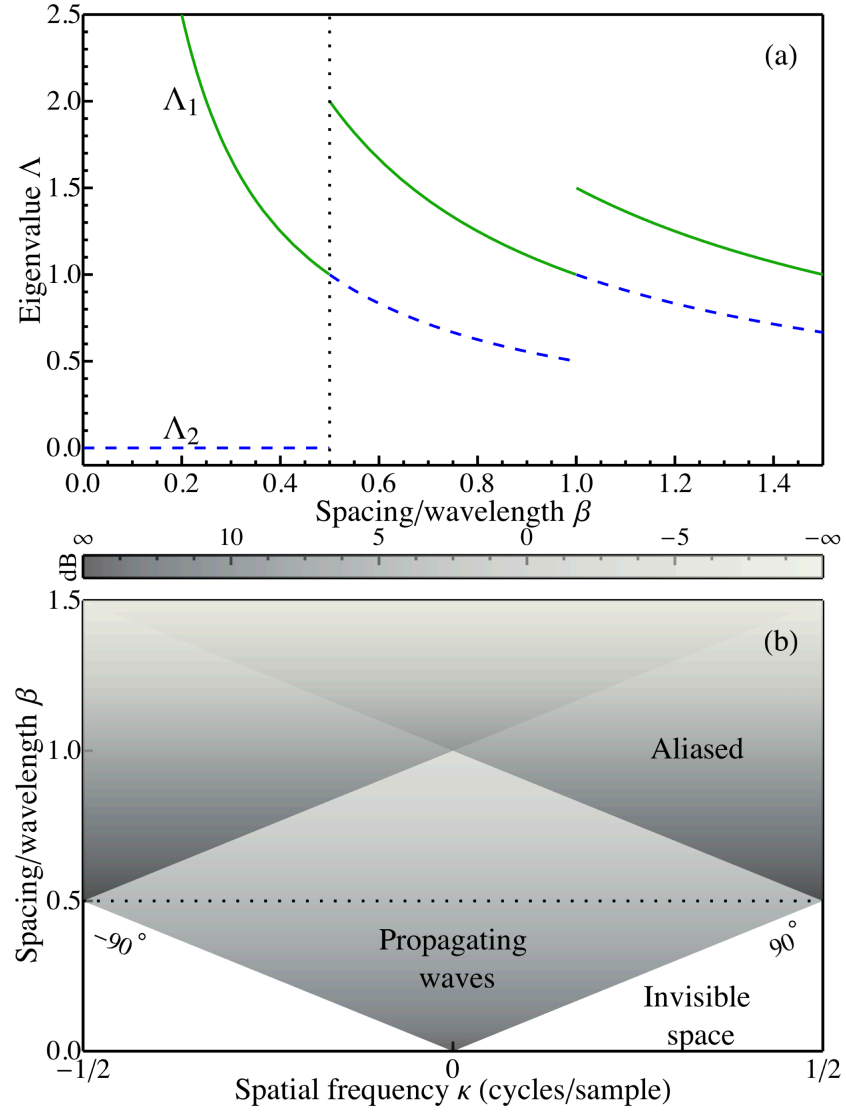 2.5
(a)
2.0
Λ1
1.5
Eigenvalue Λ
1.0
0.5
Λ2
0.0
0.0 0.2 0.4 0.6 0.8 1.0 1.2 1.4
Spacing/wavelength β
∞ 10 5 0 −5 −∞
dB
1.5
(b)
Spacing/wavelength β
1.0
Aliased
0.5
−90°
90°
Propagating
waves
Invisible
space
0.0
−1/2 0 1/2
Spatial frequency κ (cycles/sample)